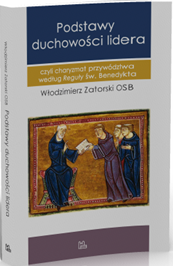 Podstawy
duchowości lidera
czyli charyzmat przywództwa
według Reguły św. Benedykta
Włodzimierz Zatorski OSB
Włodzimierz Zatorski OSB
Podstawy duchowości lidera